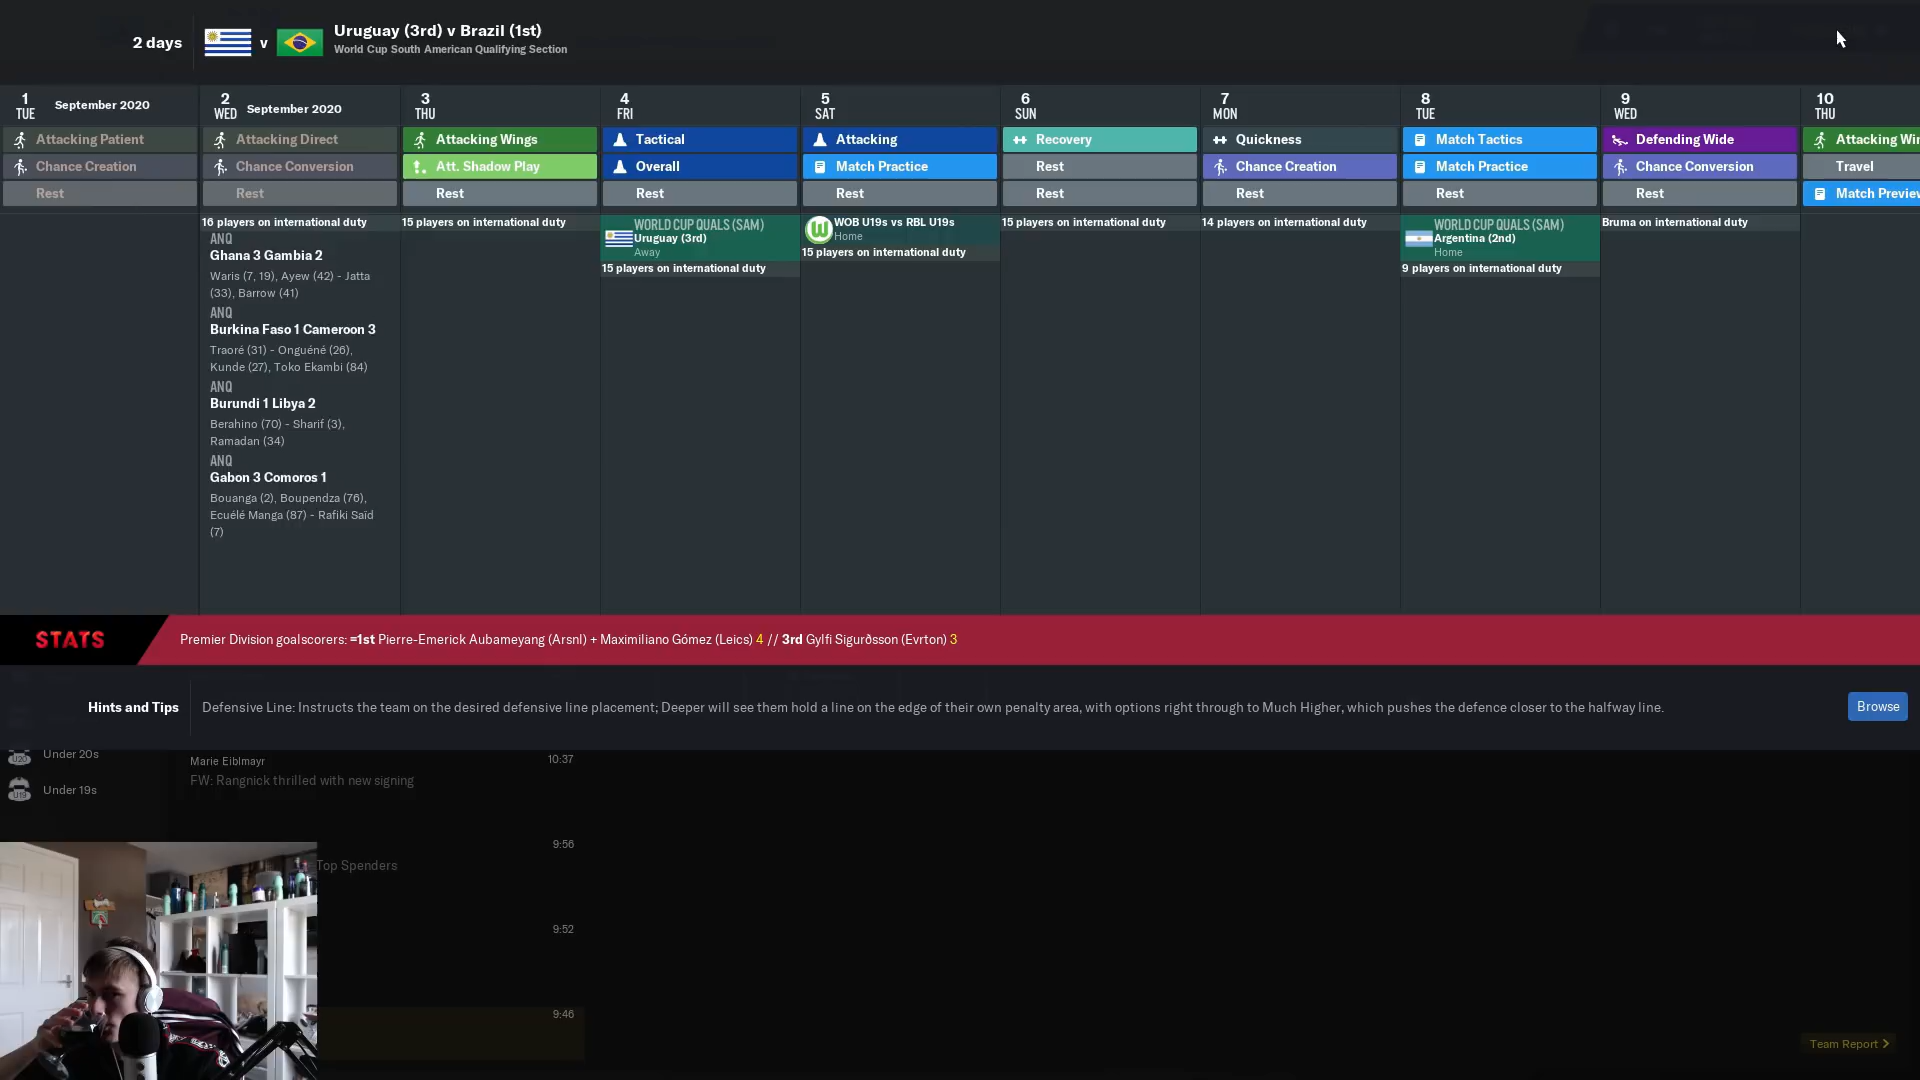 2 days
v
Uruguay (3rd) v Brazil (1st)
World Cup South American Qualifying Section
1
TUE
September 2020
2
WED
September 2020
3
THU
4
FRI
5
SAT
6
SUN
7
MON
8
TUE
9
WED
10
THU
Attacking Patient
Attacking Direct
Attacking Wings
Tactical
Attacking
Recovery
Quickness
Match Tactics
Defending Wide
Attacking Win
Chance Creation
Chance Conversion
Att. Shadow Play
Overall
Match Practice
Rest
Chance Creation
Match Practice
Chance Conversion
Travel
Rest
Rest
Rest
Rest
Rest
Rest
Rest
Rest
Rest
Match Preview
16 players on international duty
ANQ
Ghana 3 Gambia 2
Waris (7, 19), Ayew (42) - Jatta
(33), Barrow (41)
ANQ
Burkina Faso 1 Cameroon 3
Traoré (31) - Onguéné (26),
Kunde (27), Toko Ekambi (84)
ANQ
Burundi 1 Libya 2
Berahino (70) - Sharif (3),
Ramadan (34)
ANQ
Gabon 3 Comoros 1
Bouanga (2), Boupendza (76),
Ecuélé Manga (87) - Rafiki Saïd
(7)
15 players on international duty
WORLD CUP QUALS (SAM)
Uruguay (3rd)
Away
15 players on international duty
WOB U19s vs RBL U19s
Home
15 players on international duty
15 players on international duty
14 players on international duty
WORLD CUP QUALS (SAM)
Argentina (2nd)
Home
9 players on international duty
Bruma on international duty
STATS
Premier Division goalscorers: =1st Pierre-Emerick Aubameyang (Arsnl) + Maximiliano Gómez (Leics) 4 // 3rd Gylfi Sigurðsson (Evrton) 3
Hints and Tips
Defensive Line: Instructs the team on the desired defensive line placement; Deeper will see them hold a line on the edge of their own penalty area, with options right through to Much Higher, which pushes the defence closer to the halfway line.
Browse
U20
Under 20s
U19
Under 19s
Marie Eiblmayr
10:37
FW: Rangnick thrilled with new signing
9:56
Top Spenders
9:52
9:46
Team Report